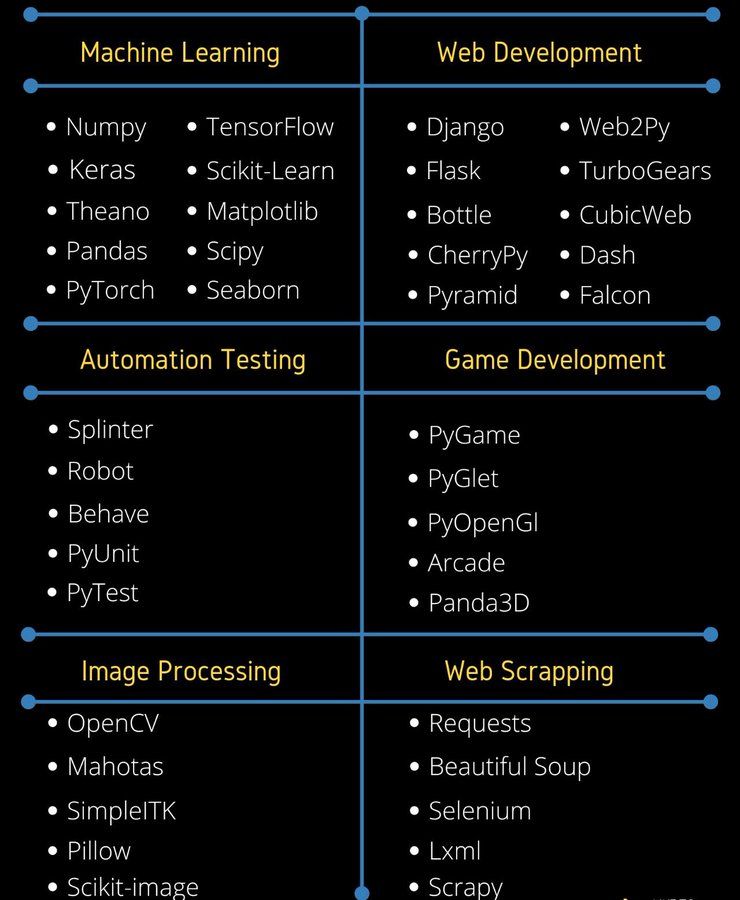 Machine Learning
Numpy
Keras
Theano
Pandas
PyTorch
TensorFlow
Scikit-Learn
Matplotlib
Scipy
Seaborn
Web Development
Django
Flask
Bottle
CherryPy
Pyramid
Web2Py
TurboGears
CubicWeb
Dash
Falcon
Automation Testing
Splinter
Robot
Behave
PyUnit
PyTest
Game Development
PyGame
PyGlet
PyOpenGl
Arcade
Panda3D
Image Processing
OpenCV
Mahotas
SimpleITK
Pillow
Scikit-image
Web Scrapping
Requests
Beautiful Soup
Selenium
Lxml
Scrapy